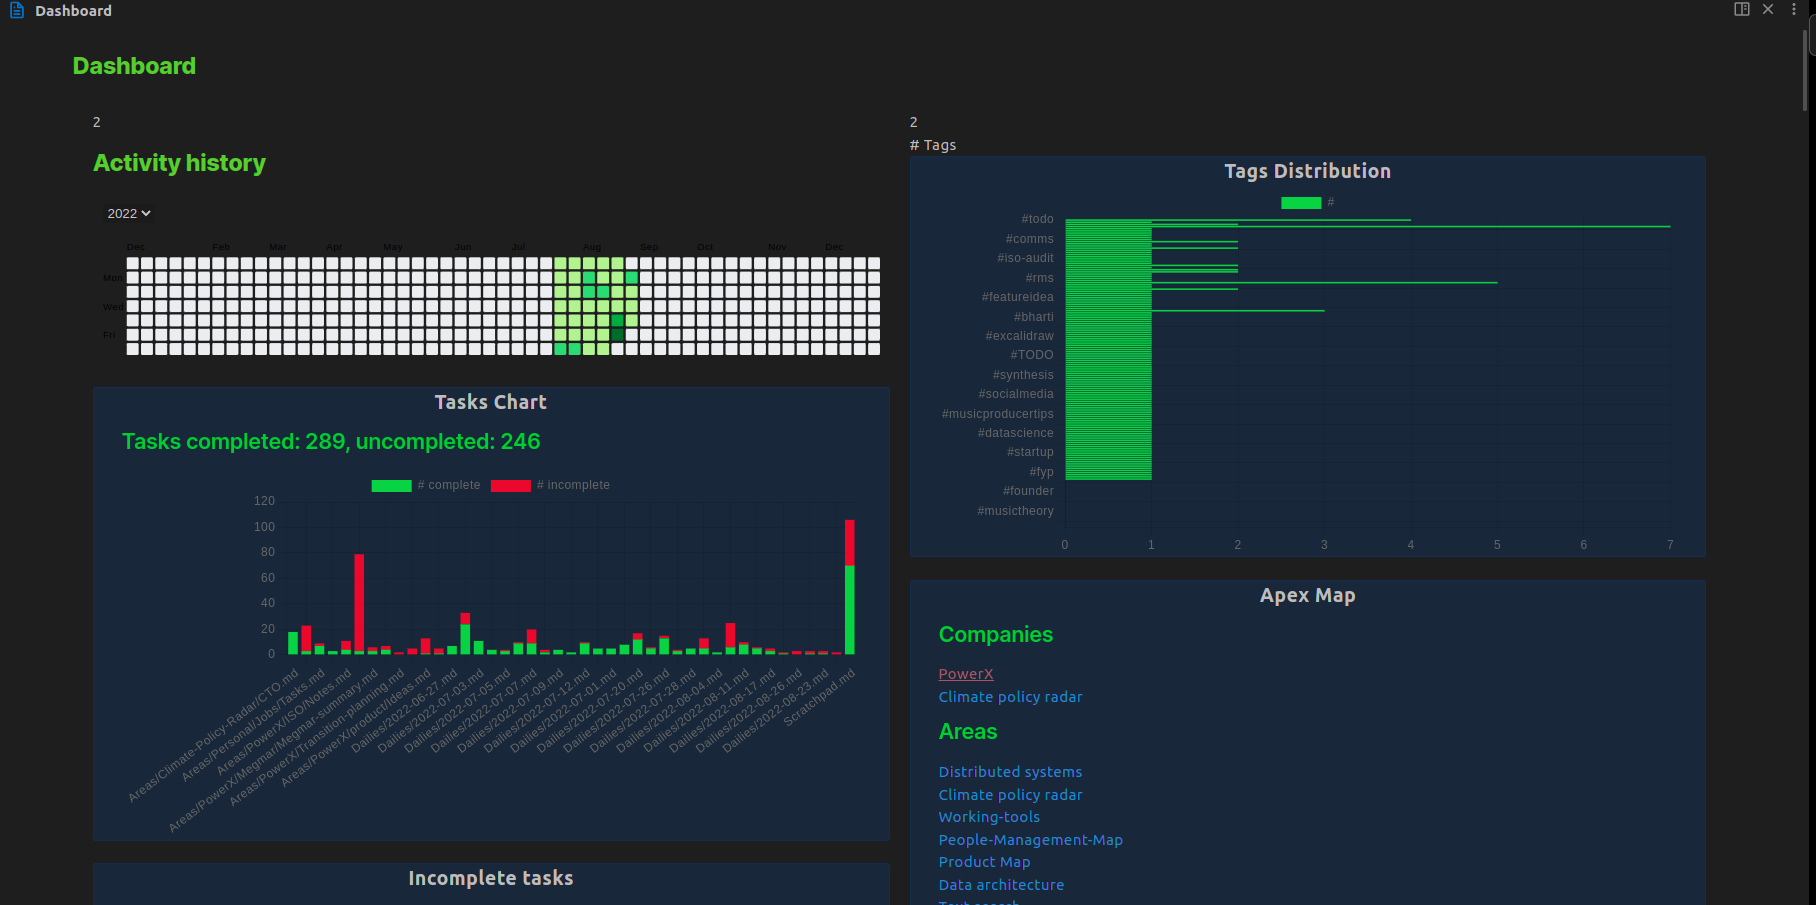 Dashboard
Dashboard
2
Activity history
2022
Dec Feb Mar Apr May Jun Jul Aug Sep Oct Nov Dec
Mon
Wed
Fri
Tasks Chart
Tasks completed: 289, uncompleted: 246
# complete # incomplete
120
100
80
60
40
20
0
Areas/Climate-Policy-Radar/CTO.md
Areas/Personal/Jobs/Tasks.md
Areas/PowerX/ISO/Notes.md
Areas/PowerX/Megmar/Megmar-summary.md
Areas/PowerX/Transition-planning.md
Areas/PowerX/product/Ideas.md
Dailies/2022-06-27.md
Dailies/2022-07-03.md
Dailies/2022-07-05.md
Dailies/2022-07-07.md
Dailies/2022-07-09.md
Dailies/2022-07-12.md
Dailies/2022-07-01.md
Dailies/2022-07-20.md
Dailies/2022-07-26.md
Dailies/2022-07-28.md
Dailies/2022-08-04.md
Dailies/2022-08-11.md
Dailies/2022-08-17.md
Dailies/2022-08-26.md
Dailies/2022-08-23.md
Scratchpad.md
Incomplete tasks
2
# Tags
Tags Distribution
#
#todo
#comms
#iso-audit
#rms
#featureidea
#bharti
#excalidraw
#TODO
#synthesis
#socialmedia
#musicproducertips
#datascience
#startup
#fyp
#founder
#musictheory
0 1 2 3 4 5 6 7
Apex Map
Companies
PowerX
Climate policy radar
Areas
Distributed systems
Climate policy radar
Working-tools
People-Management-Map
Product Map
Data architecture